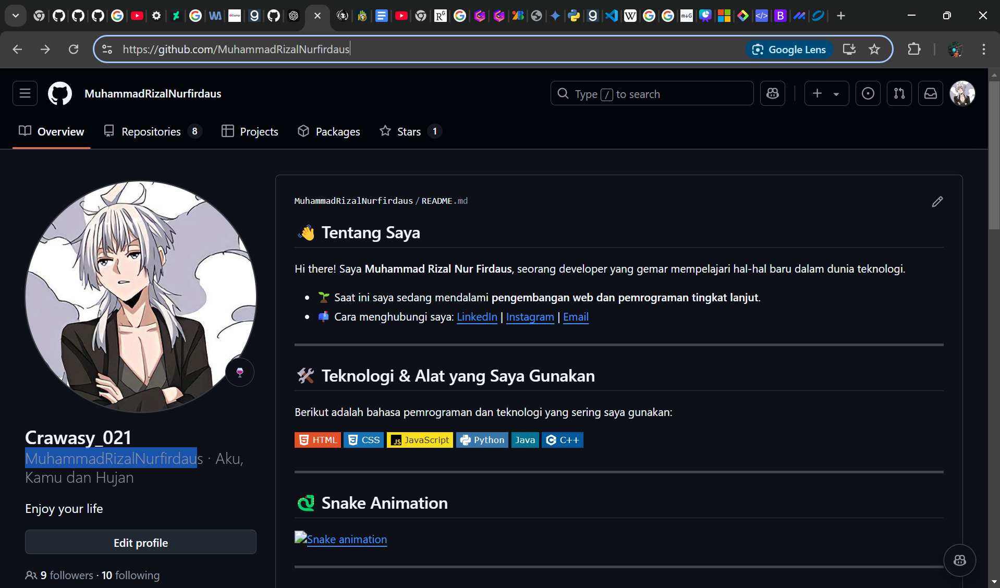 https://github.com/MuhammadRizalNurfirdaus
Google Lens
MuhammadRizalNurfirdaus
Type / to search
Overview
Repositories 8
Projects
Packages
Stars 1
MuhammadRizalNurfirdaus / README.md
👋 Tentang Saya
Hi there! Saya Muhammad Rizal Nur Firdaus, seorang developer yang gemar mempelajari hal-hal baru dalam dunia teknologi.
🌱 Saat ini saya sedang mendalami pengembangan web dan pemrograman tingkat lanjut.
📫 Cara menghubungi saya: LinkedIn | Instagram | Email
🛠️ Teknologi & Alat yang Saya Gunakan
Berikut adalah bahasa pemrograman dan teknologi yang sering saya gunakan:
HTML CSS JavaScript Python Java C++
🐍 Snake Animation
Snake animation
Crawasy_021
MuhammadRizalNurfirdaus · Aku,
Kamu dan Hujan
Enjoy your life
Edit profile
9 followers · 10 following